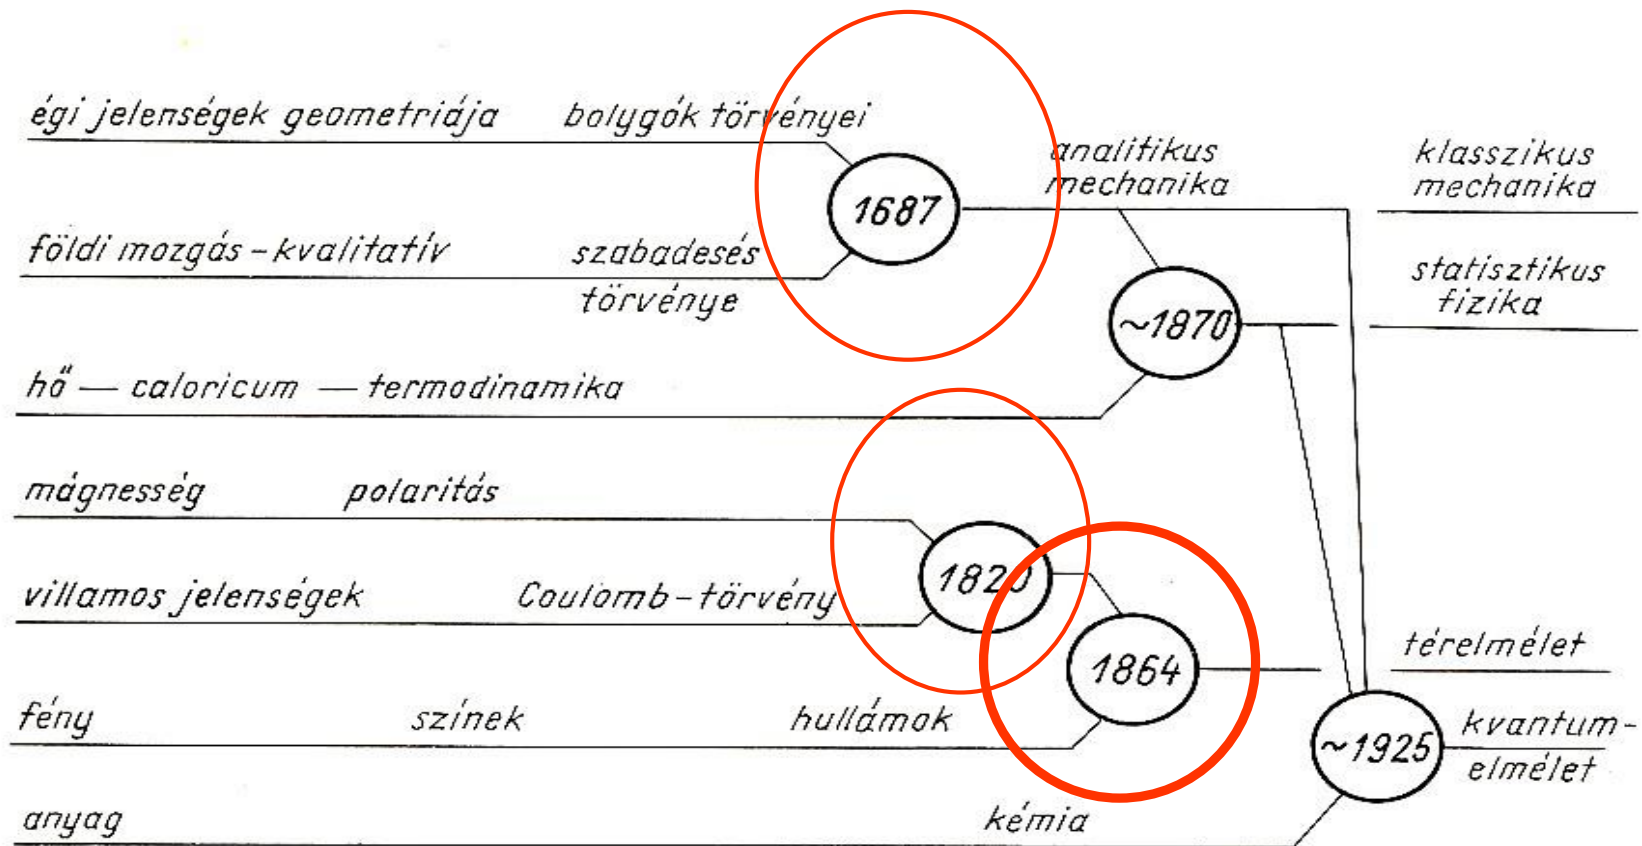 égi jelenségek geometriája bolygók törvényei
1687
analitikus
mechanika
klasszikus
mechanika
földi mozgás – kvalitatív szabadesés
törvénye
~1870
statisztikus
fizika
hő — caloricum — termodinamika
mágnesség polaritás
1820
villamos jelenségek Coulomb-törvény
1864
térelmélet
fény színek hullámok
~1925
kvantum-
elmélet
anyag kémia